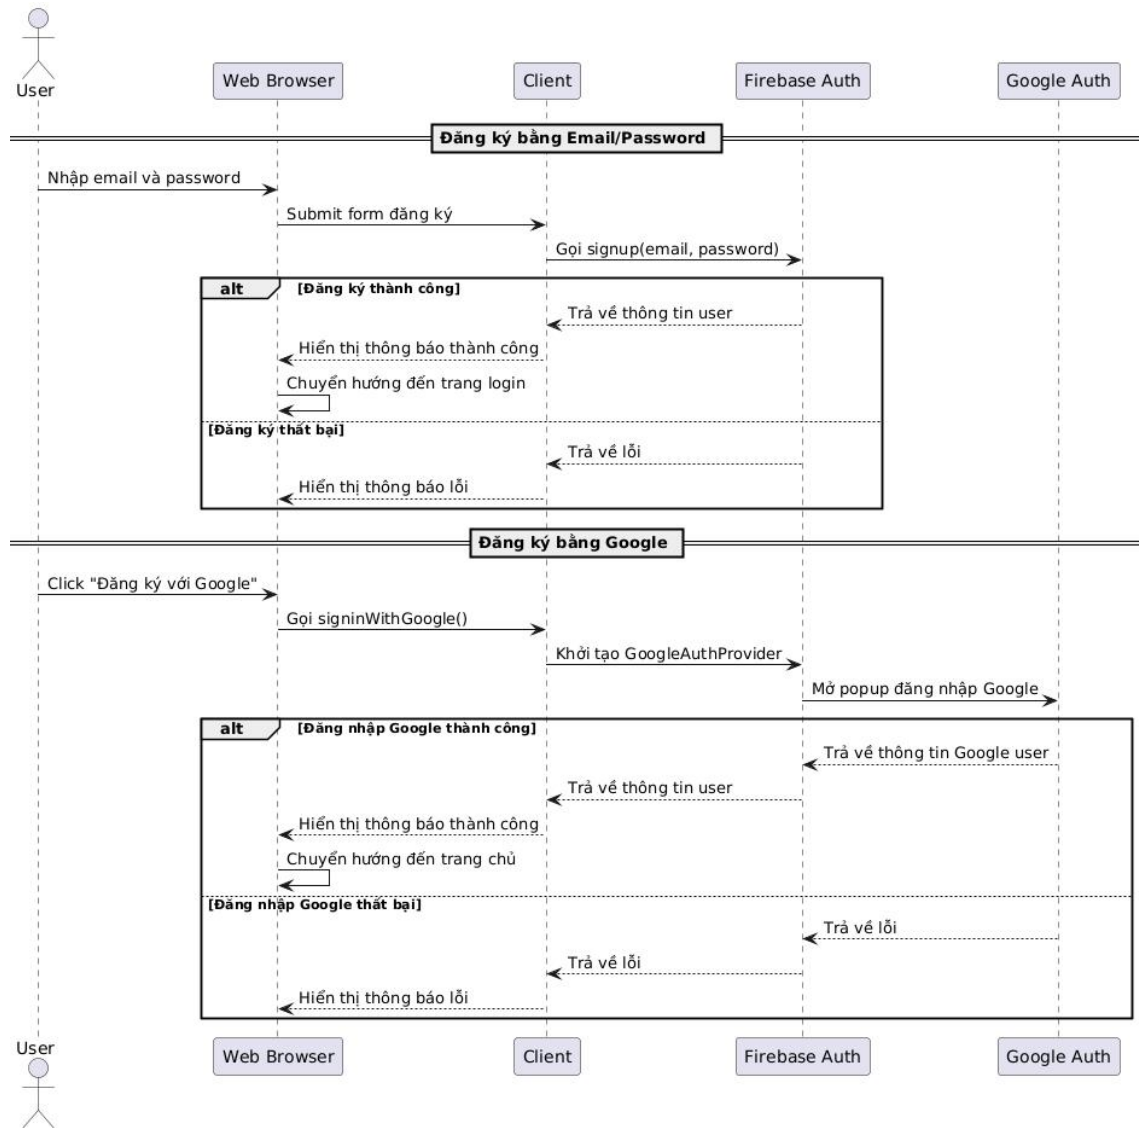 User
Web Browser
Client
Firebase Auth
Google Auth
Đăng ký bằng Email/Password
Nhập email và password
Submit form đăng ký
Gọi signup(email, password)
alt
[Đăng ký thành công]
Trả về thông tin user
Hiển thị thông báo thành công
Chuyển hướng đến trang login
[Đăng ký thất bại]
Trả về lỗi
Hiển thị thông báo lỗi
Đăng ký bằng Google
Click "Đăng ký với Google"
Gọi signinWithGoogle()
Khởi tạo GoogleAuthProvider
Mở popup đăng nhập Google
alt
[Đăng nhập Google thành công]
Trả về thông tin Google user
Trả về thông tin user
Hiển thị thông báo thành công
Chuyển hướng đến trang chủ
[Đăng nhập Google thất bại]
Trả về lỗi
Trả về lỗi
Hiển thị thông báo lỗi
User
Web Browser
Client
Firebase Auth
Google Auth